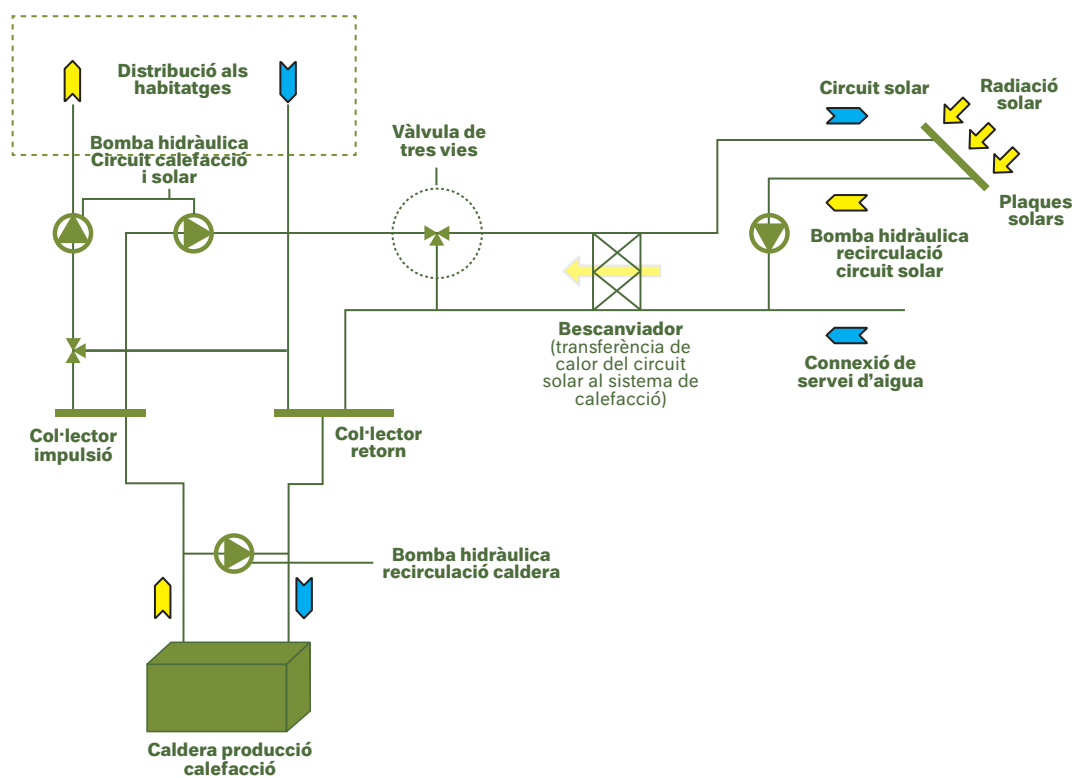 Distribució als
habitatges
Bomba hidràulica
Circuit calefacció
i solar
Vàlvula de
tres vies
Circuit solar
Radiació
solar
Plaques
solars
Bomba hidràulica
recirculació
circuit solar
Bescanviador
(transferència de
calor del circuit
solar al sistema de
calefacció)
Connexió de
servei d’aigua
Col·lector
impulsió
Col·lector
retorn
Bomba hidràulica
recirculació caldera
Caldera producció
calefacció